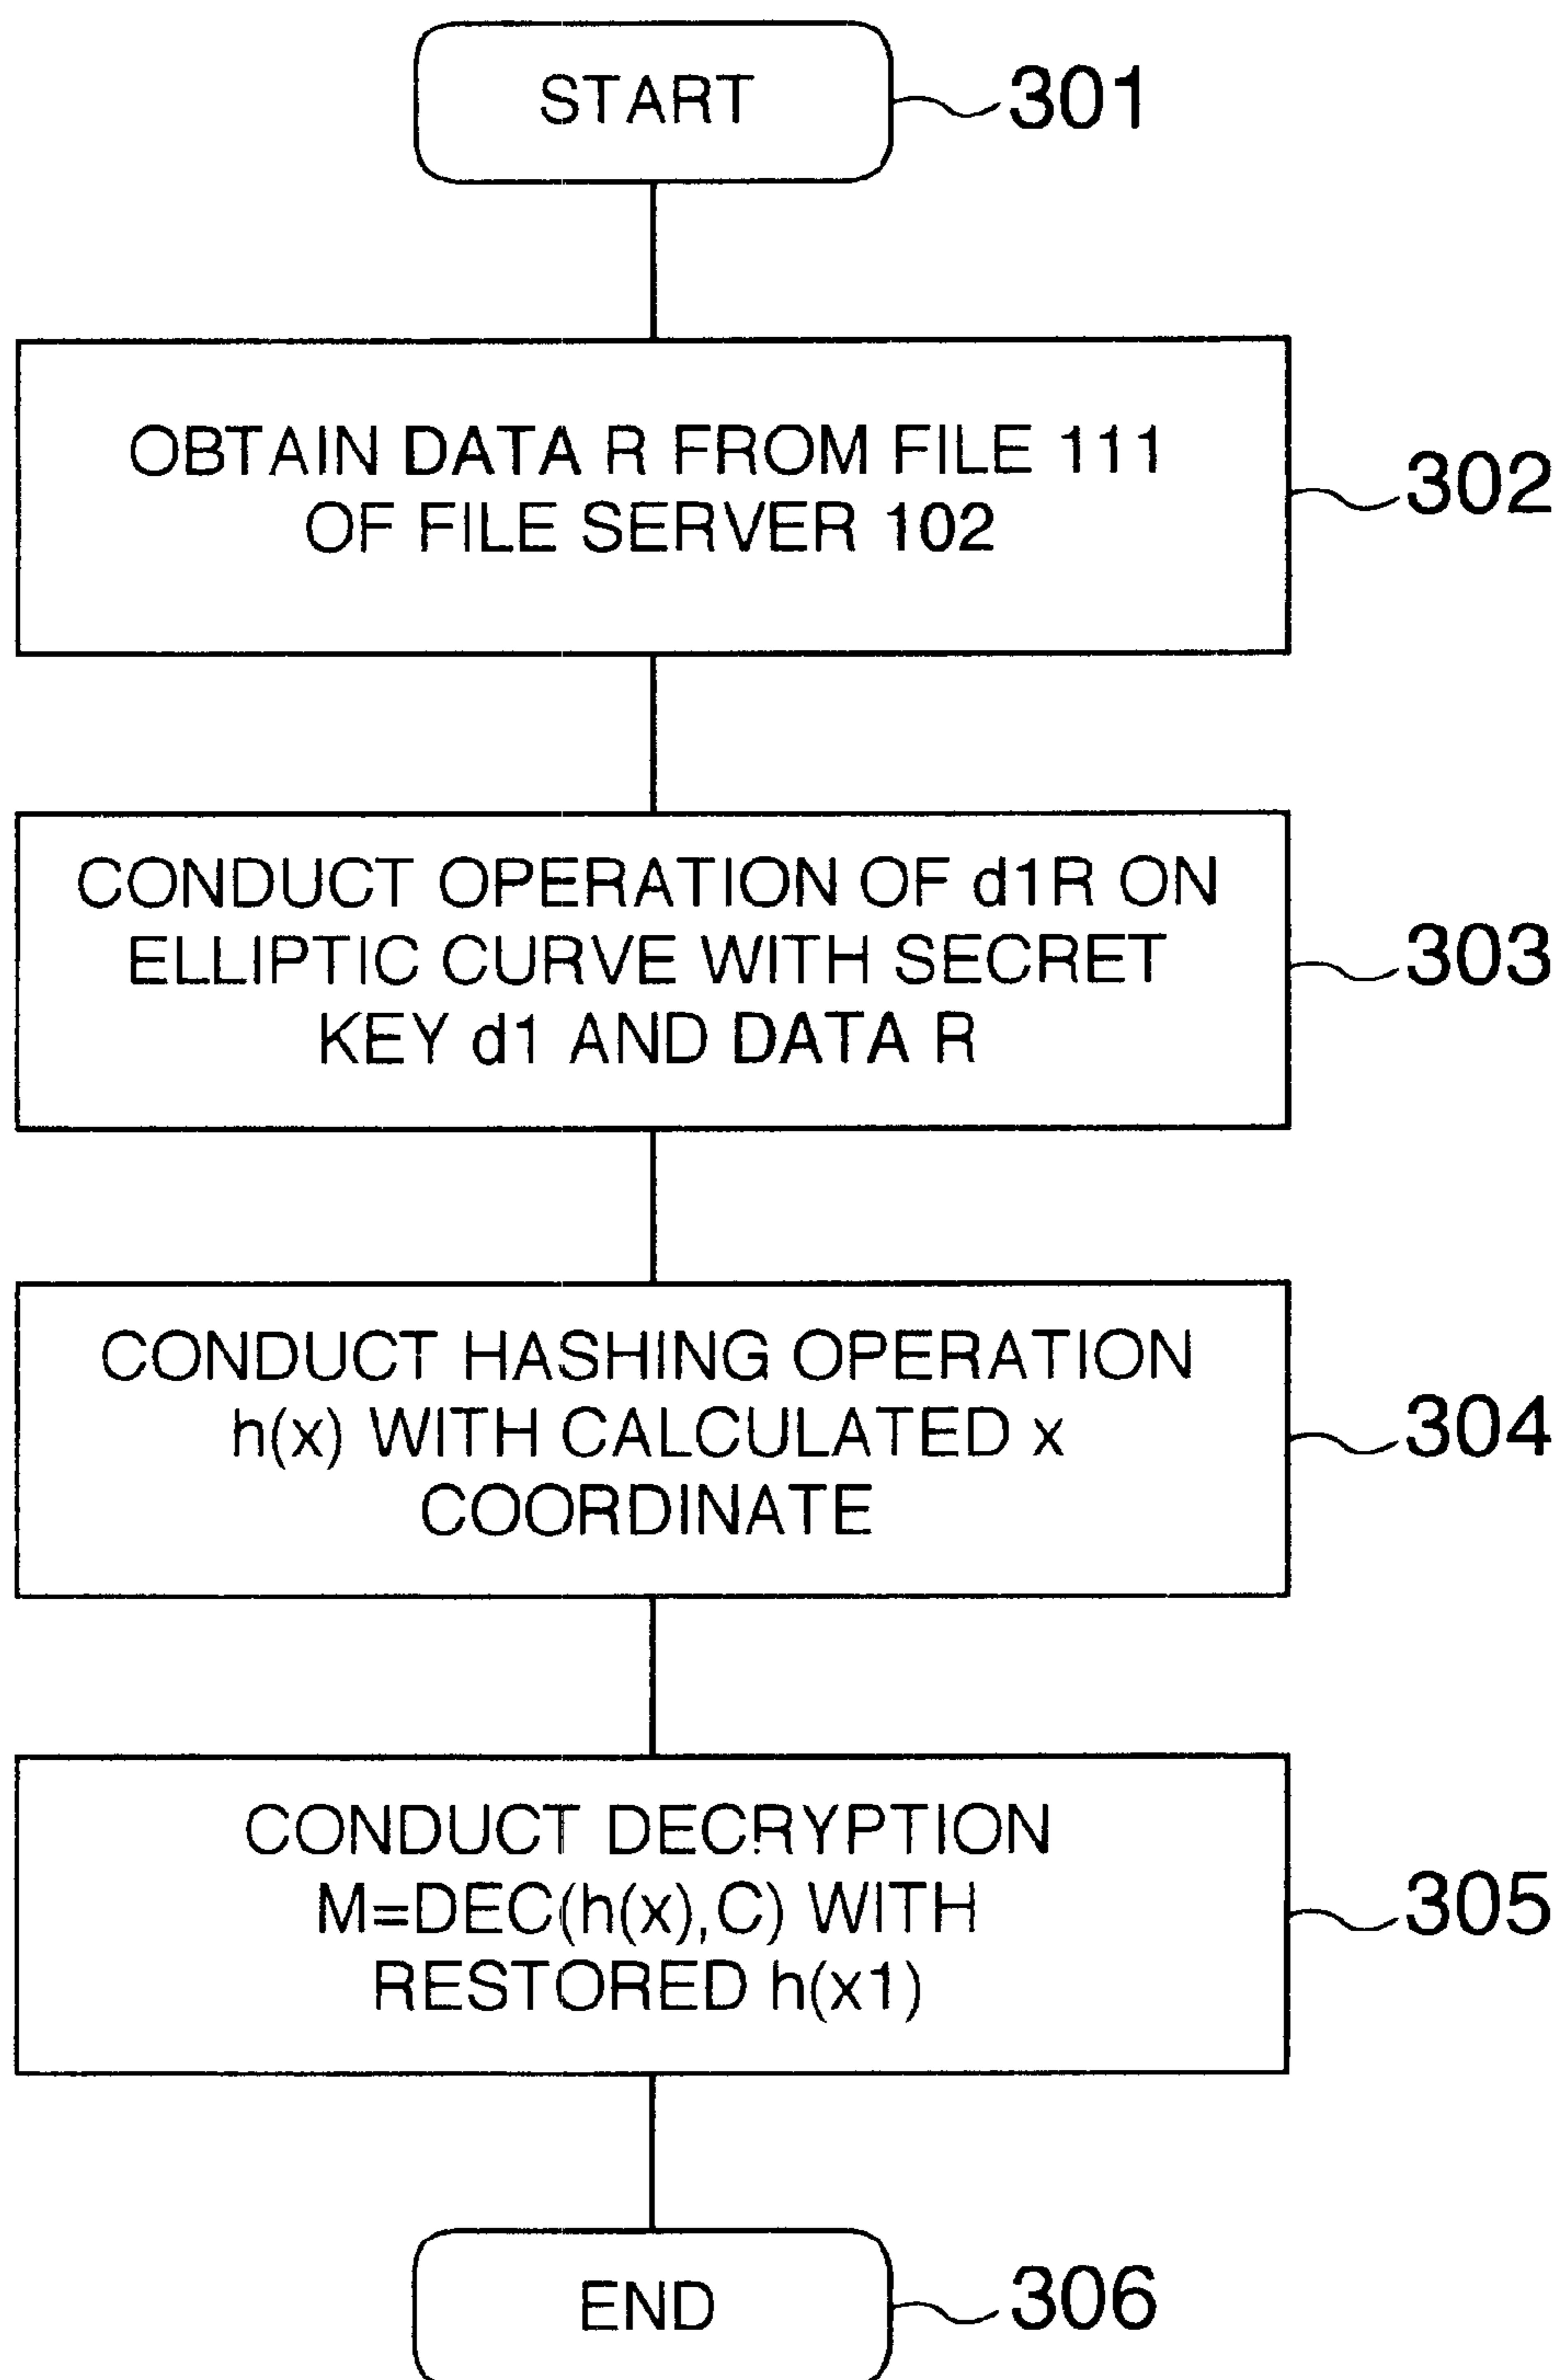 START
301
OBTAIN DATA R FROM FILE 111
OF FILE SERVER 102
302
CONDUCT OPERATION OF d1R ON
ELLIPTIC CURVE WITH SECRET
KEY d1 AND DATA R
303
CONDUCT HASHING OPERATION
h(x) WITH CALCULATED x
COORDINATE
304
CONDUCT DECRYPTION
M=DEC(h(x),C) WITH
RESTORED h(x1)
305
END
306